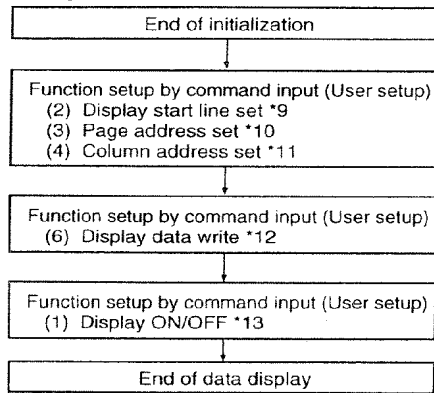 End of initialization
Function setup by command input (User setup)
(2) Display start line set *9
(3) Page address set *10
(4) Column address set *11
Function setup by command input (User setup)
(6) Display data write *12
Function setup by command input (User setup)
(1) Display ON/OFF *13
End of data display